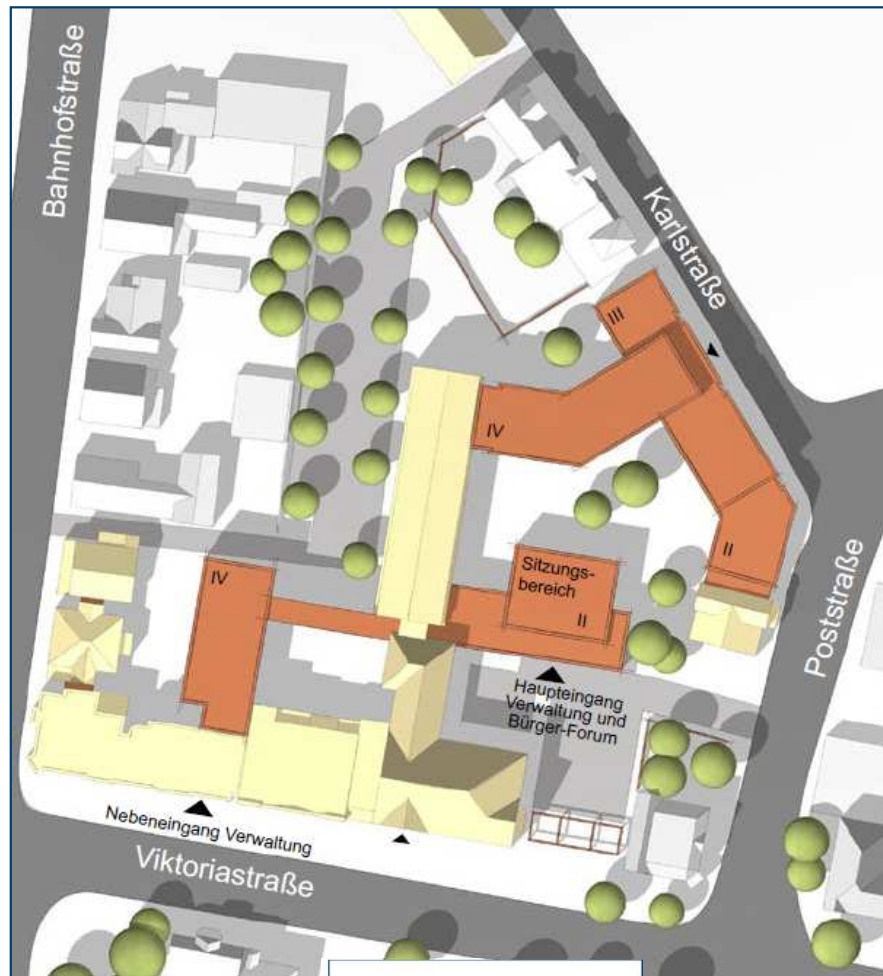 Bahnhofstraße
Karlstraße
III
IV
II
Sitzungs-
bereich
II
IV
Poststraße
Haupteingang
Verwaltung und
Bürger-Forum
Nebeneingang Verwaltung
Viktoriastraße